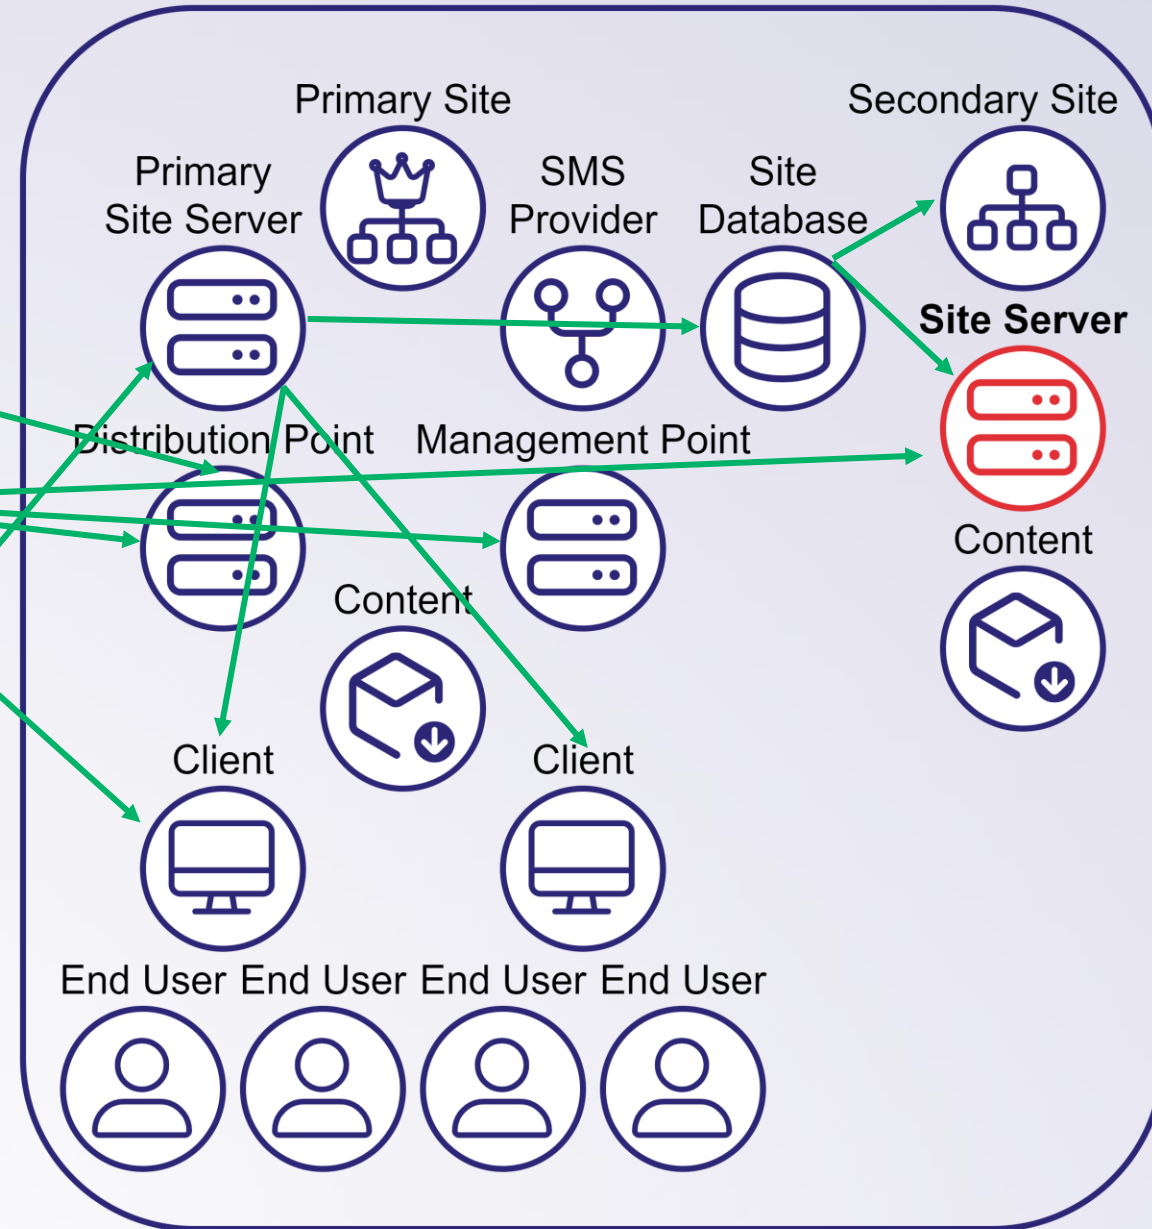 Primary Site
Secondary Site
Primary
Site Server
SMS
Provider
Site
Database
Site Server
Distribution Point
Management Point
Content
Content
Client
Client
End User
End User
End User
End User